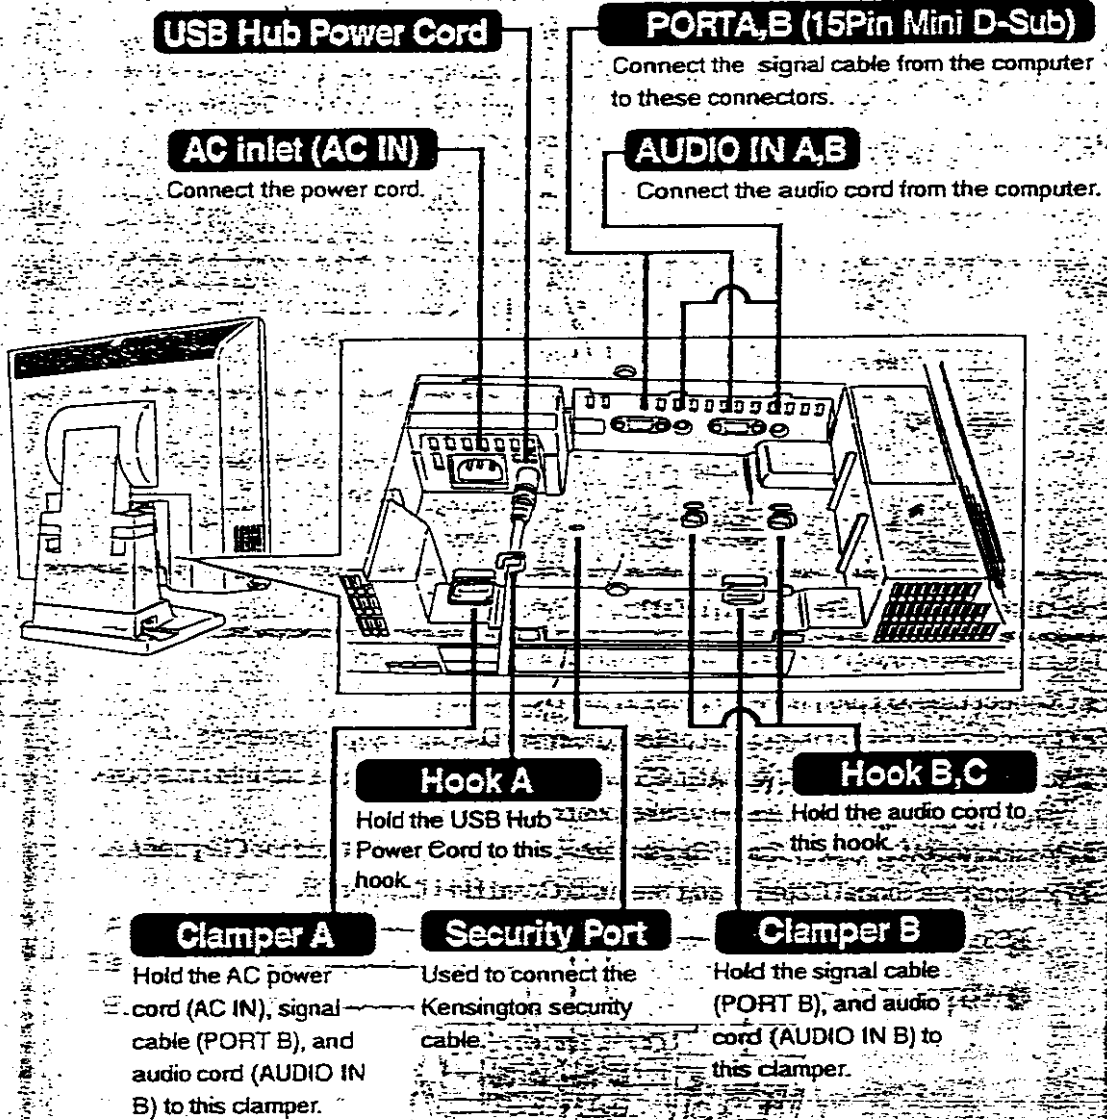 USB Hub Power Cord
PORTA,B (15Pin Mini D-Sub)
Connect the signal cable from the computer
to these connectors.
AC inlet (AC IN)
Connect the power cord.
AUDIO IN A,B
Connect the audio cord from the computer.
Hook A
Hold the USB Hub
Power Cord to this
hook.
Hook B,C
Hold the audio cord to
this hook.
Clamper A
Hold the AC power
cord (AC IN), signal
cable (PORT B), and
audio cord (AUDIO IN
B) to this clamper.
Security Port
Used to connect the
Kensington security
cable.
Clamper B
Hold the signal cable
(PORT B), and audio
cord (AUDIO IN B) to
this clamper.